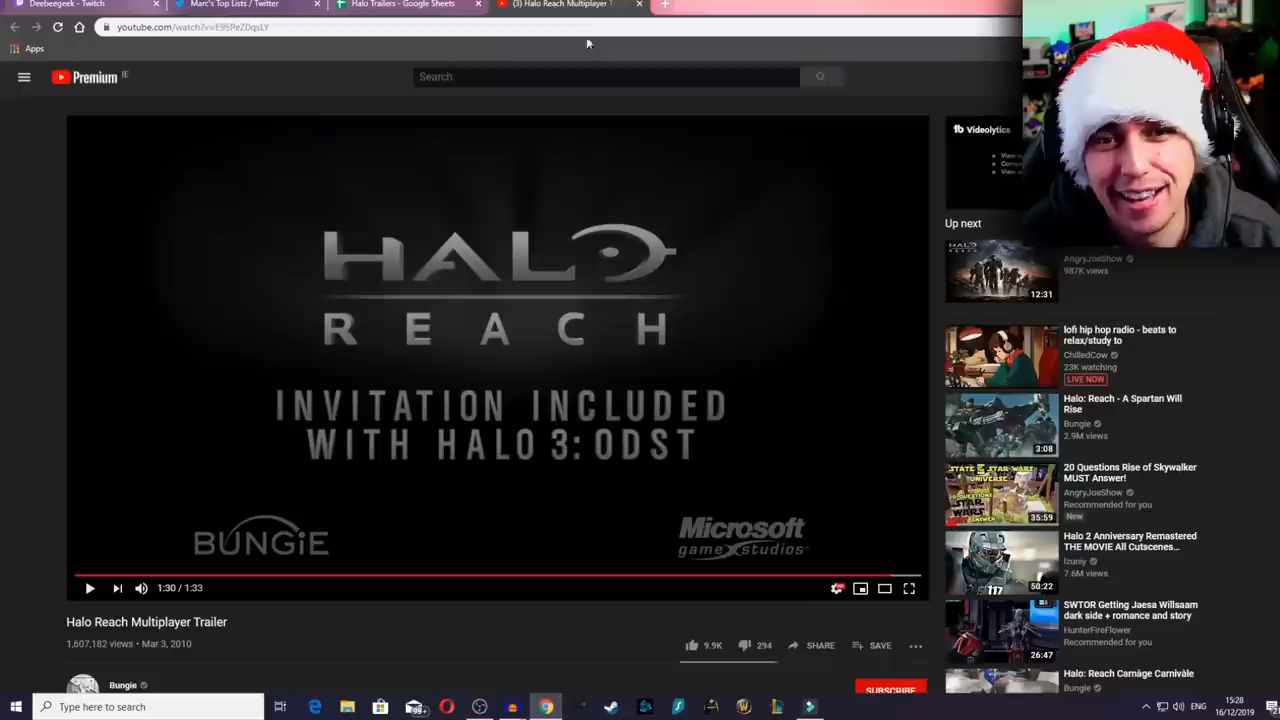 Deebeegeek - Twitch
Marc's Top Lists / Twitter
Halo Trailers - Google Sheets
(3) Halo Reach Multiplayer T
youtube.com/watch?v=E95PeZ0qsLY
Apps
Premium
Search
HALO
REACH
INVITATION INCLUDED
WITH HALO 3: ODST
BUNGiE
Microsoft
game studios
1:30 / 1:33
Halo Reach Multiplayer Trailer
1,607,182 views • Mar 3, 2010
9.9K
294
SHARE
SAVE
Bungie
SUBSCRIBE
Videolytics
Up next
HALO
REACH
12:31
AngryJoeShow
987K views
lofi hip hop radio - beats to
relax/study to
ChilledCow
23K watching
LIVE NOW
3:08
Halo: Reach - A Spartan Will
Rise
Bungie
2.9M views
35:59
20 Questions Rise of Skywalker
MUST Answer!
AngryJoeShow
Recommended for you
New
117
50:22
Halo 2 Anniversary Remastered
THE MOVIE All Cutscenes...
Izuniy
7.6M views
26:47
SWTOR Getting Jaesa Willsaam
dark side + romance and story
HunterFireFlower
Recommended for you
Halo: Reach Carnage Carnivàle
Bungie
Type here to search
99+
ENG
15:28
16/12/2019